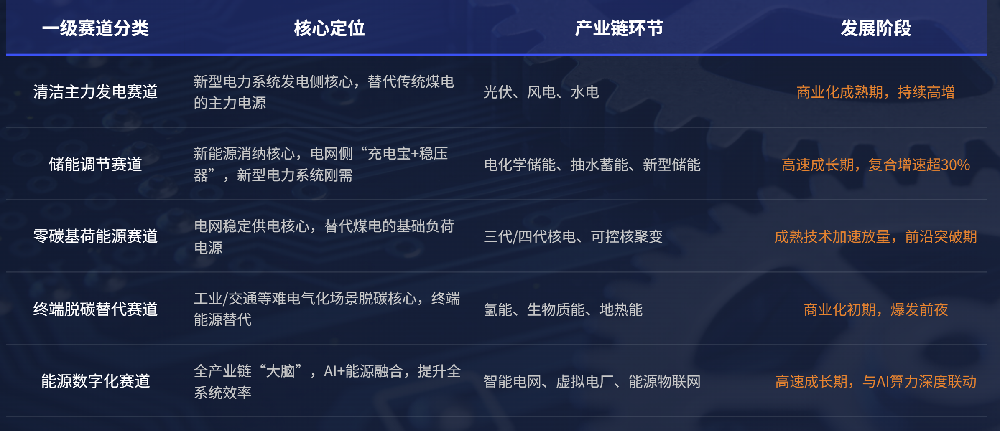 一级赛道分类 核心定位 产业链环节 发展阶段
清洁主力发电赛道
新型电力系统发电侧核心，替代传统煤电
的主力电源
光伏、风电、水电
商业化成熟期，持续高增
储能调节赛道
新能源消纳核心，电网侧“充电宝+稳压
器”，新型电力系统刚需
电化学储能、抽水蓄能、新型储能
高速成长期，复合增速超30%
零碳基荷能源赛道
电网稳定供电核心，替代煤电的基础负荷
电源
三代/四代核电、可控核聚变
成熟技术加速放量，前沿突破期
终端脱碳替代赛道
工业/交通等难电气化场景脱碳核心，终端
能源替代
氢能、生物质能、地热能
商业化初期，爆发前夜
能源数字化赛道
全产业链“大脑”，AI+能源融合，提升全
系统效率
智能电网、虚拟电厂、能源物联网
高速成长期，与AI算力深度联动